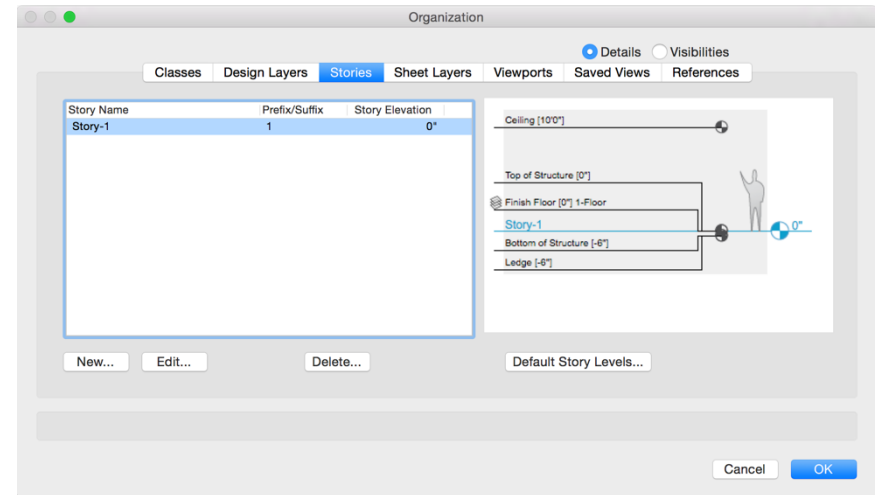 Organization
Details Visibilities
Classes Design Layers Stories Sheet Layers Viewports Saved Views References
Story Name Prefix/Suffix Story Elevation
Story-1 1 0"
Ceiling [10'0"]
Top of Structure [0"]
Finish Floor [0"] 1-Floor
Story-1 0"
Bottom of Structure [-6"]
Ledge [-6"]
New... Edit... Delete... Default Story Levels...
Cancel OK